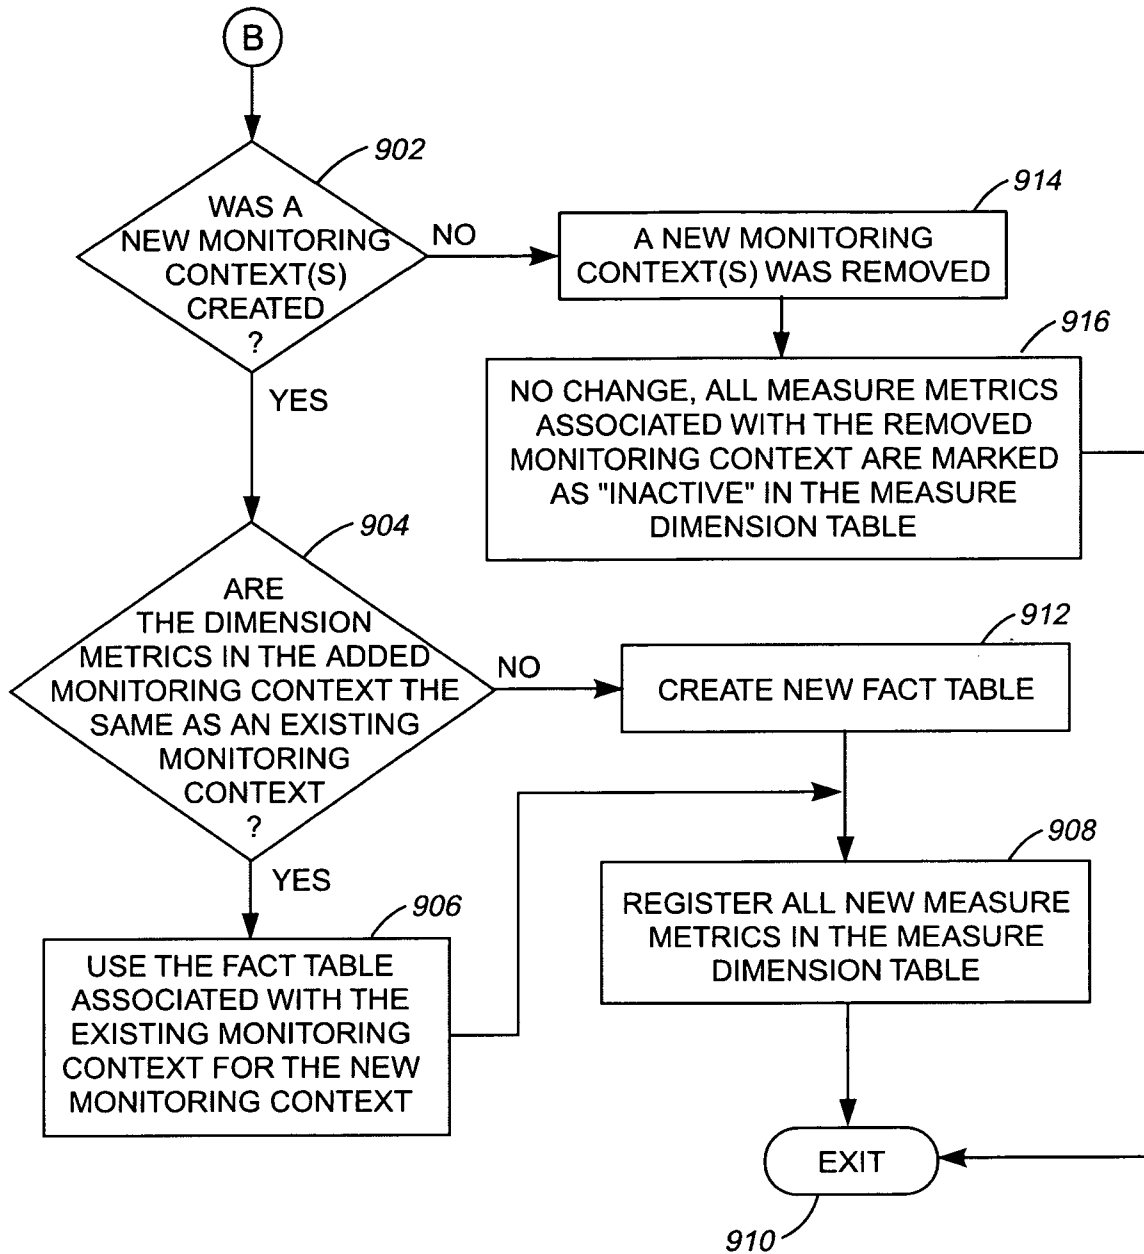 B
902
WAS A
NEW MONITORING
CONTEXT(S)
CREATED
?
NO
914
A NEW MONITORING
CONTEXT(S) WAS REMOVED
916
NO CHANGE, ALL MEASURE METRICS
ASSOCIATED WITH THE REMOVED
MONITORING CONTEXT ARE MARKED
AS "INACTIVE" IN THE MEASURE
DIMENSION TABLE
YES
904
ARE
THE DIMENSION
METRICS IN THE ADDED
MONITORING CONTEXT THE
SAME AS AN EXISTING
MONITORING
CONTEXT
?
NO
912
CREATE NEW FACT TABLE
YES
906
USE THE FACT TABLE
ASSOCIATED WITH THE
EXISTING MONITORING
CONTEXT FOR THE NEW
MONITORING CONTEXT
908
REGISTER ALL NEW MEASURE
METRICS IN THE MEASURE
DIMENSION TABLE
EXIT
910